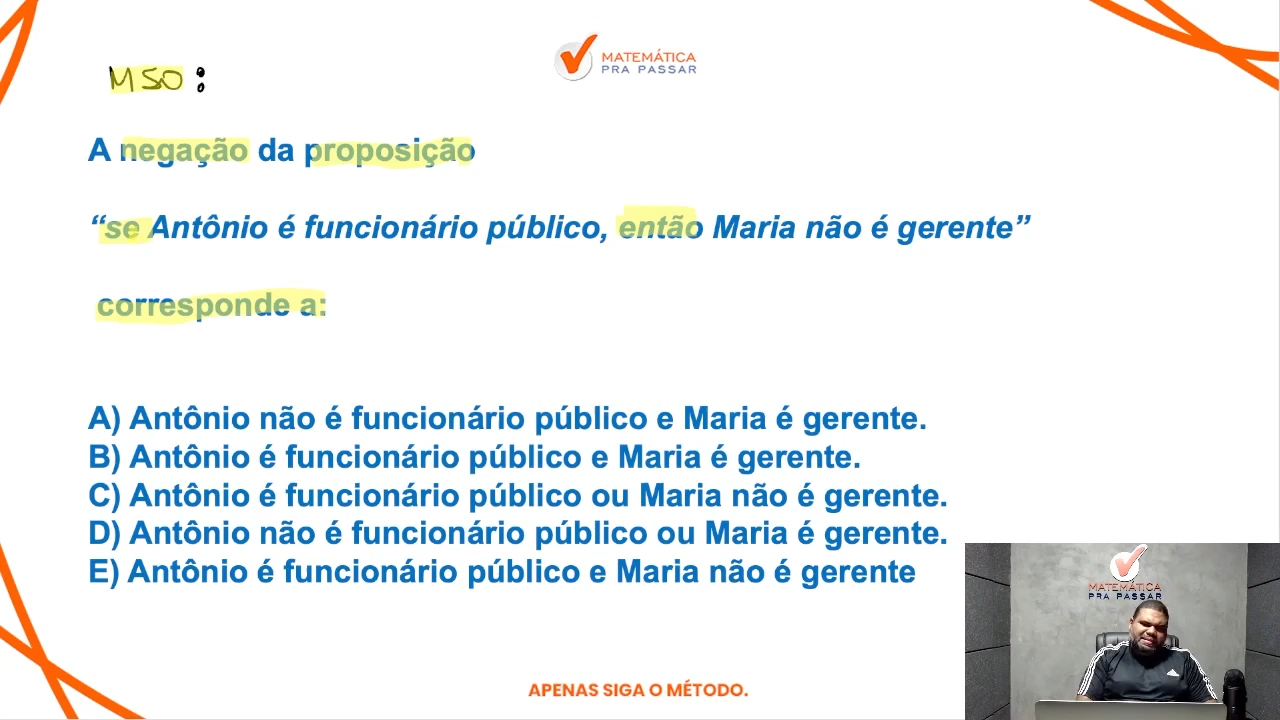 MATEMÁTICA
PRA PASSAR
MSO:
A negação da proposição
“se Antônio é funcionário público, então Maria não é gerente”
corresponde a:
A) Antônio não é funcionário público e Maria é gerente.
B) Antônio é funcionário público e Maria é gerente.
C) Antônio é funcionário público ou Maria não é gerente.
D) Antônio não é funcionário público ou Maria é gerente.
E) Antônio é funcionário público e Maria não é gerente
MATEMÁTICA
PRA PASSAR
APENAS SIGA O MÉTODO.